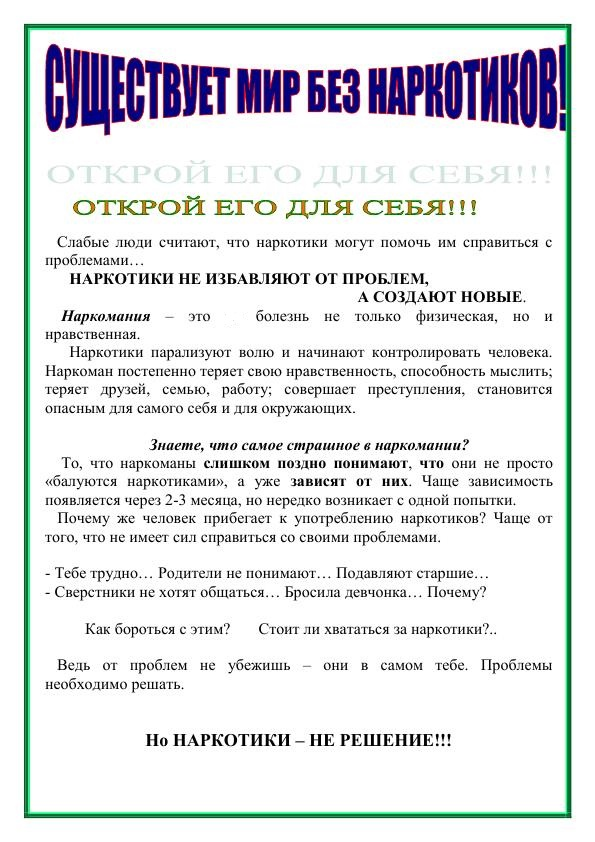 СУЩЕСТВУЕТ МИР БЕЗ НАРКОТИКОВ!
ОТКРОЙ ЕГО ДЛЯ СЕБЯ!!!
ОТКРОЙ ЕГО ДЛЯ СЕБЯ!!!
Слабые люди считают, что наркотики могут помочь им справиться с
проблемами…
НАРКОТИКИ НЕ ИЗБАВЛЯЮТ ОТ ПРОБЛЕМ,
А СОЗДАЮТ НОВЫЕ.
Наркомания – это болезнь не только физическая, но и
нравственная.
Наркотики парализуют волю и начинают контролировать человека.
Наркоман постепенно теряет свою нравственность, способность мыслить;
теряет друзей, семью, работу; совершает преступления, становится
опасным для самого себя и для окружающих.
Знаете, что самое страшное в наркомании?
То, что наркоманы слишком поздно понимают, что они не просто
«балуются наркотиками», а уже зависят от них. Чаще зависимость
появляется через 2-3 месяца, но нередко возникает с одной попытки.
Почему же человек прибегает к употреблению наркотиков? Чаще от
того, что не имеет сил справиться со своими проблемами.
- Тебе трудно… Родители не понимают… Подавляют старшие…
- Сверстники не хотят общаться… Бросила девчонка… Почему?
Как бороться с этим? Стоит ли хвататься за наркотики?..
Ведь от проблем не убежишь – они в самом тебе. Проблемы
необходимо решать.
Но НАРКОТИКИ – НЕ РЕШЕНИЕ!!!